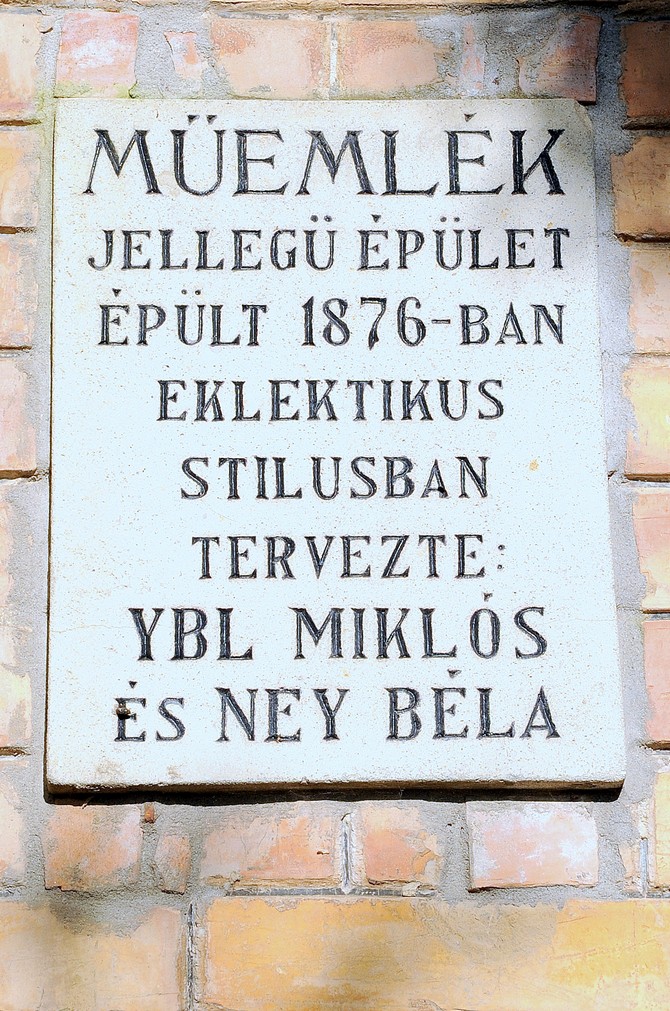 MÜEMLÉK
JELLEGÜ ÉPÜLET
ÉPÜLT 1876-BAN
EKLEKTIKUS
STILUSBAN
TERVEZTE:
YBL MIKLÓS
ÉS NEY BÉLA